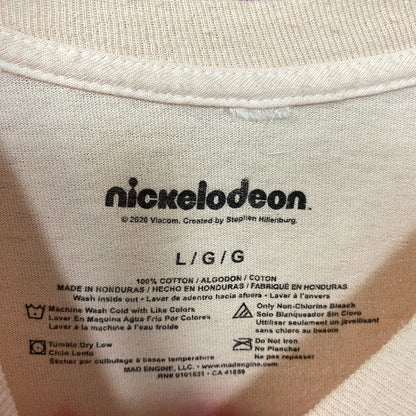 nickelodeon™
© 2020 Viacom. Created by Stephen Hillenburg.
L / G / G
100% COTTON / ALGODON / COTON
MADE IN HONDURAS / HECHO EN HONDURAS / FABRIQUÉ EN HONDURAS
Wash inside out - Lavar de adentro hacia afuera - Lavar à l'envers
Machine Wash Cold with Like Colors
Lavar En Maquina Agua Fria Por Colores
Laver à la machine à l'eau froide
Only Non-Chlorine Bleach
Solo Blanqueador Sin Cloro
Utiliser seulement un javellisant
sans chlore au besoin
Tumble Dry Low
Ciclo Lento
Sécher par culbutage à basse température
Do Not Iron
No Planchar
Ne pas repasser
MAD ENGINE, LLC. - www.madengine.com
RN# 0101631 - CA 41859